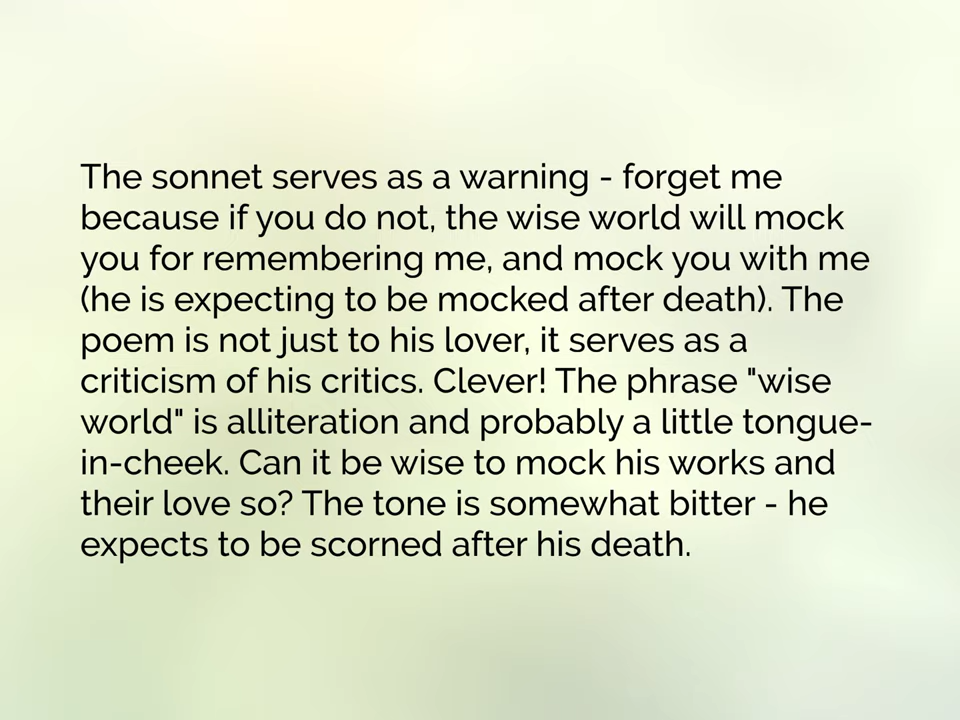 The sonnet serves as a warning - forget me
because if you do not, the wise world will mock
you for remembering me, and mock you with me
(he is expecting to be mocked after death). The
poem is not just to his lover, it serves as a
criticism of his critics. Clever! The phrase "wise
world" is alliteration and probably a little tongue-
in-cheek. Can it be wise to mock his works and
their love so? The tone is somewhat bitter - he
expects to be scorned after his death.